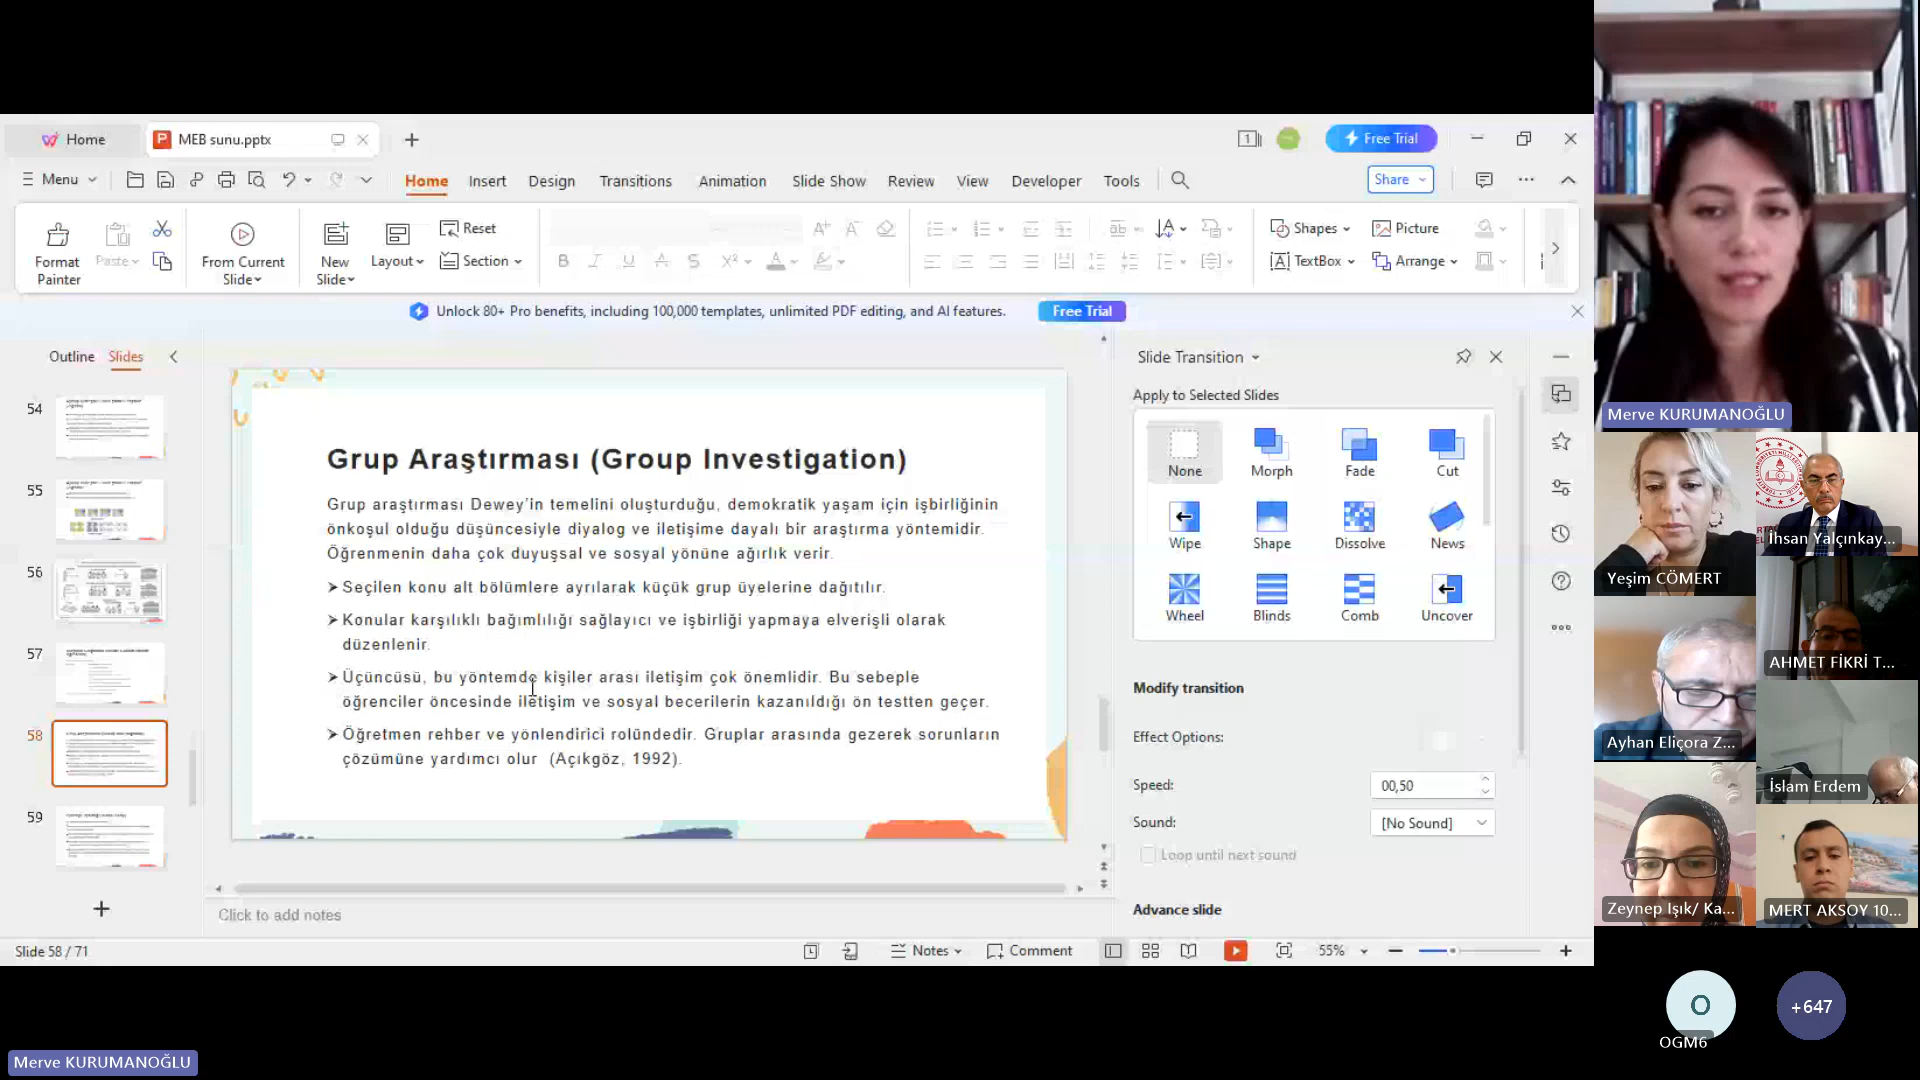 Home
MEB sunu.pptx
Free Trial
Menu
Home
Insert
Design
Transitions
Animation
Slide Show
Review
View
Developer
Tools
Share
Format
Painter
Paste
From Current
Slide
New
Slide
Layout
Reset
Section
Shapes
Picture
TextBox
Arrange
Unlock 80+ Pro benefits, including 100,000 templates, unlimited PDF editing, and AI features.
Free Trial
Outline
Slides
54
55
56
57
58
59
Grup Araştırması (Group Investigation)
Grup araştırması Dewey'in temelini oluşturduğu, demokratik yaşam için işbirliğinin
önkoşul olduğu düşüncesiyle diyalog ve iletişime dayalı bir araştırma yöntemidir.
Öğrenmenin daha çok duyuşsal ve sosyal yönüne ağırlık verir.
➢ Seçilen konu alt bölümlere ayrılarak küçük grup üyelerine dağıtılır.
➢ Konular karşılıklı bağımlılığı sağlayıcı ve işbirliği yapmaya elverişli olarak
düzenlenir.
➢ Üçüncüsü, bu yöntemde kişiler arası iletişim çok önemlidir. Bu sebeple
öğrenciler öncesinde iletişim ve sosyal becerilerin kazanıldığı ön testten geçer.
➢ Öğretmen rehber ve yönlendirici rolündedir. Gruplar arasında gezerek sorunların
çözümüne yardımcı olur (Açıkgöz, 1992).
Slide Transition
Apply to Selected Slides
None
Morph
Fade
Cut
Wipe
Shape
Dissolve
News
Wheel
Blinds
Comb
Uncover
Modify transition
Effect Options:
Speed:
00,50
Sound:
[No Sound]
Loop until next sound
Advance slide
Click to add notes
Slide 58 / 71
Notes
Comment
55%
Merve KURUMANOĞLU
Yeşim CÖMERT
İhsan Yalçınkay...
AHMET FİKRİ T...
Ayhan Eliçora Z...
İslam Erdem
Zeynep Işık/ Ka...
MERT AKSOY 10...
O
OGM6
+647
Merve KURUMANOĞLU